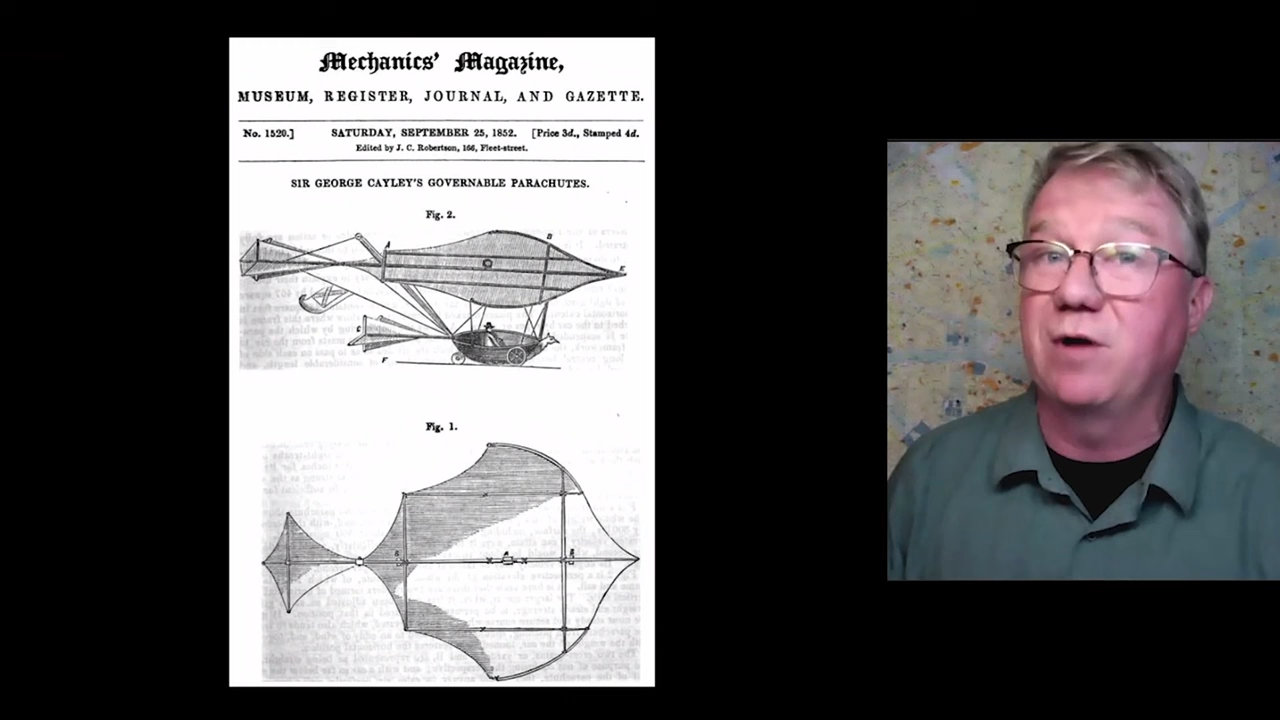 Mechanics' Magazine,
MUSEUM, REGISTER, JOURNAL, AND GAZETTE.
No. 1520.] SATURDAY, SEPTEMBER 25, 1852. [Price 3d., Stamped 4d.
Edited by J. C. Robertson, 166, Fleet-street.
SIR GEORGE CAYLEY'S GOVERNABLE PARACHUTES.
Fig. 2.
A
D
E
C
F
Fig. 1.